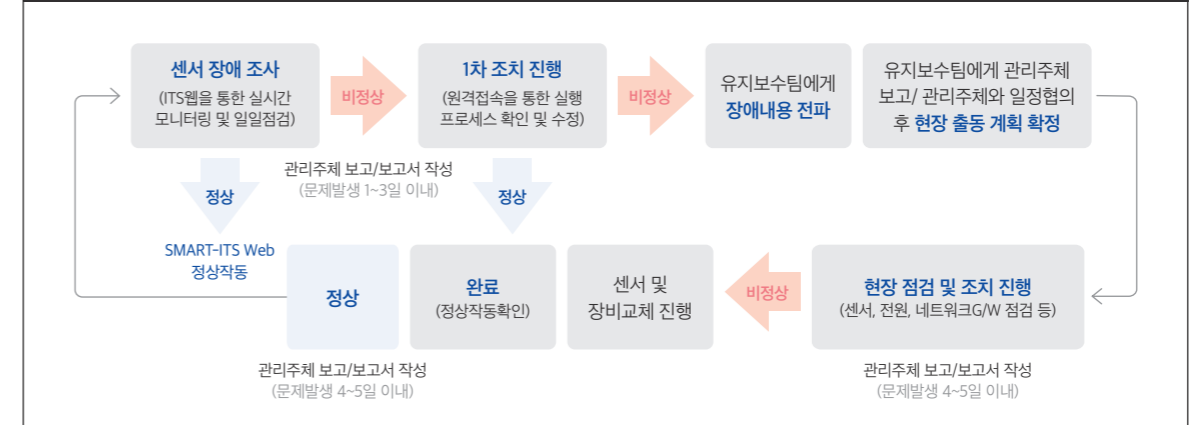 센서 장애 조사
(ITS웹을 통한 실시간
모니터링 및 일일점검)
비정상
1차 조치 진행
(원격접속을 통한 실행
프로세스 확인 및 수정)
비정상
유지보수팀에게
장애내용 전파
유지보수팀에게 관리주체
보고/ 관리주체와 일정협의
후 현장 출동 계획 확정
관리주체 보고/보고서 작성
(문제발생 1~3일 이내)
정상
정상
SMART-ITS Web
정상작동
정상
완료
(정상작동확인)
센서 및
장비교체 진행
비정상
현장 점검 및 조치 진행
(센서, 전원, 네트워크G/W 점검 등)
관리주체 보고/보고서 작성
(문제발생 4~5일 이내)
관리주체 보고/보고서 작성
(문제발생 4~5일 이내)